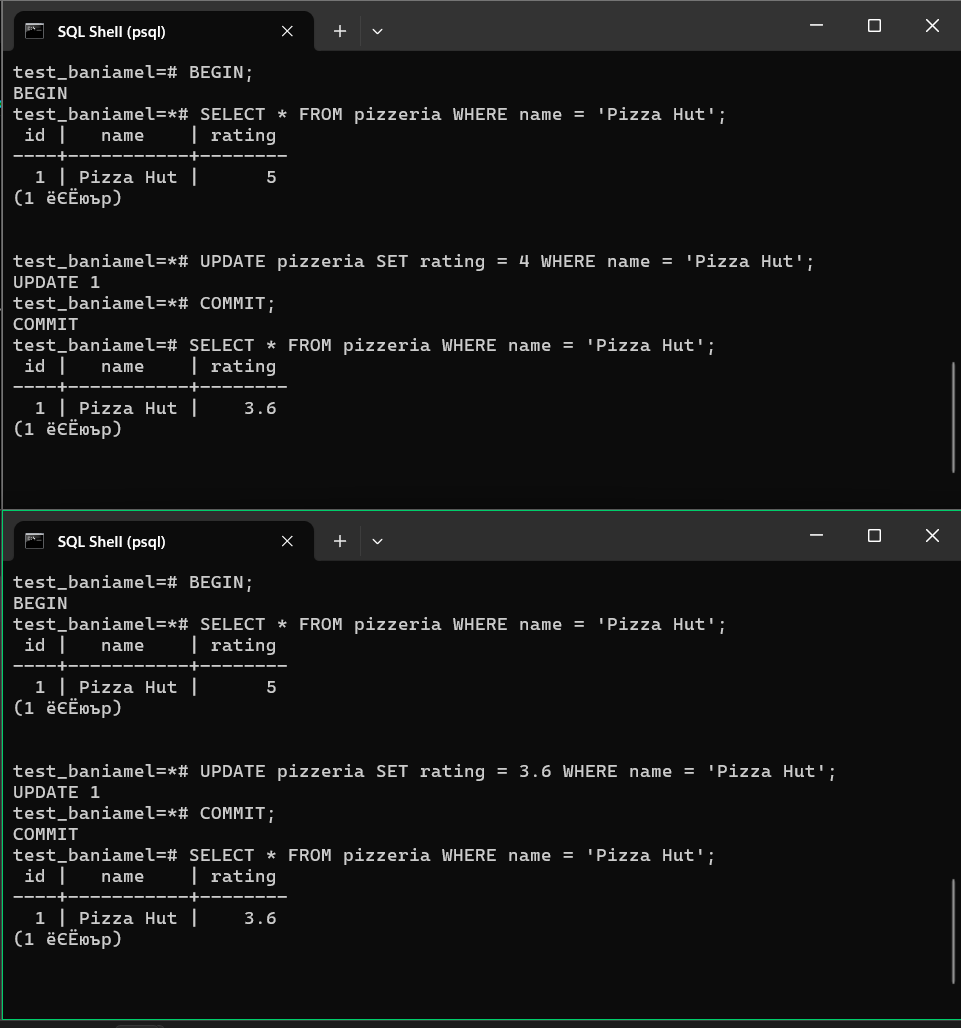 SQL Shell (psql)
test_baniamel=# BEGIN;
BEGIN
test_baniamel=*# SELECT * FROM pizzeria WHERE name = 'Pizza Hut';
 id |   name    | rating
----+-----------+--------
  1 | Pizza Hut |      5
(1 ёЄЁюър)
test_baniamel=*# UPDATE pizzeria SET rating = 4 WHERE name = 'Pizza Hut';
UPDATE 1
test_baniamel=*# COMMIT;
COMMIT
test_baniamel=# SELECT * FROM pizzeria WHERE name = 'Pizza Hut';
 id |   name    | rating
----+-----------+--------
  1 | Pizza Hut |    3.6
(1 ёЄЁюър)
SQL Shell (psql)
test_baniamel=# BEGIN;
BEGIN
test_baniamel=*# SELECT * FROM pizzeria WHERE name = 'Pizza Hut';
 id |   name    | rating
----+-----------+--------
  1 | Pizza Hut |      5
(1 ёЄЁюър)
test_baniamel=*# UPDATE pizzeria SET rating = 3.6 WHERE name = 'Pizza Hut';
UPDATE 1
test_baniamel=*# COMMIT;
COMMIT
test_baniamel=# SELECT * FROM pizzeria WHERE name = 'Pizza Hut';
 id |   name    | rating
----+-----------+--------
  1 | Pizza Hut |    3.6
(1 ёЄЁюър)